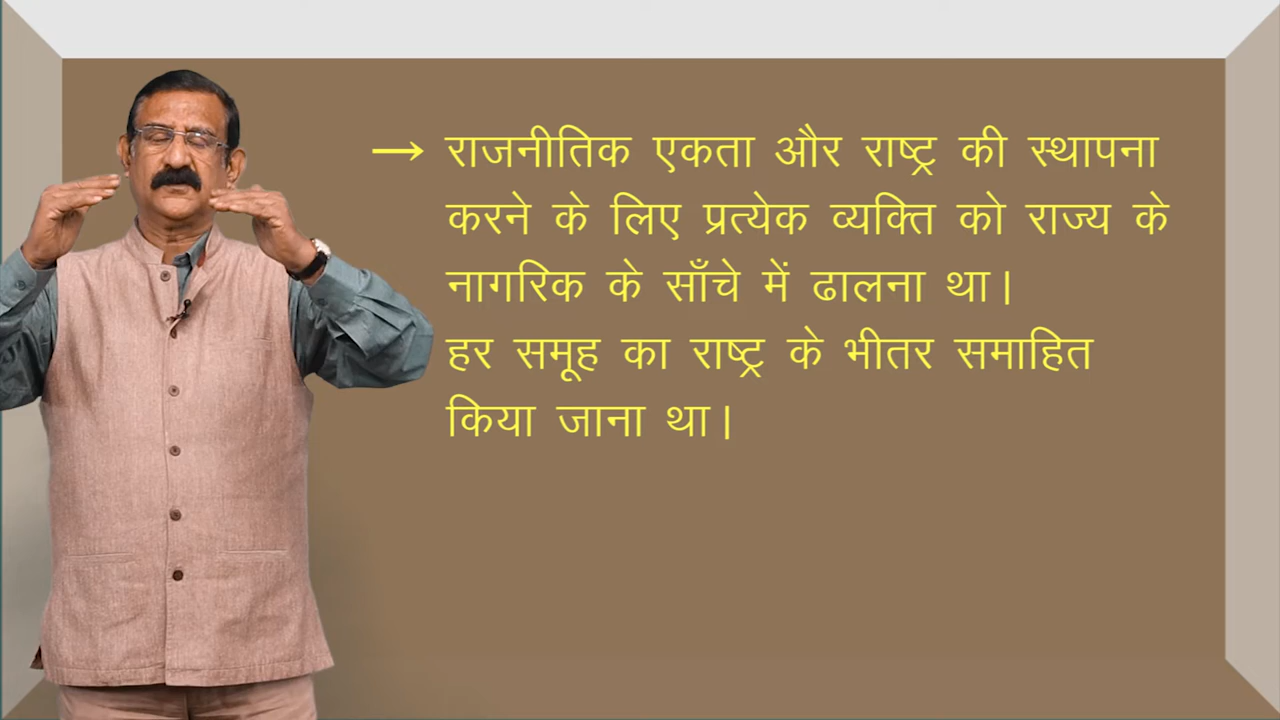 → राजनीतिक एकता और राष्ट्र की स्थापना
करने के लिए प्रत्येक व्यक्ति को राज्य के
नागरिक के साँचे में ढालना था।
हर समूह का राष्ट्र के भीतर समाहित
किया जाना था।